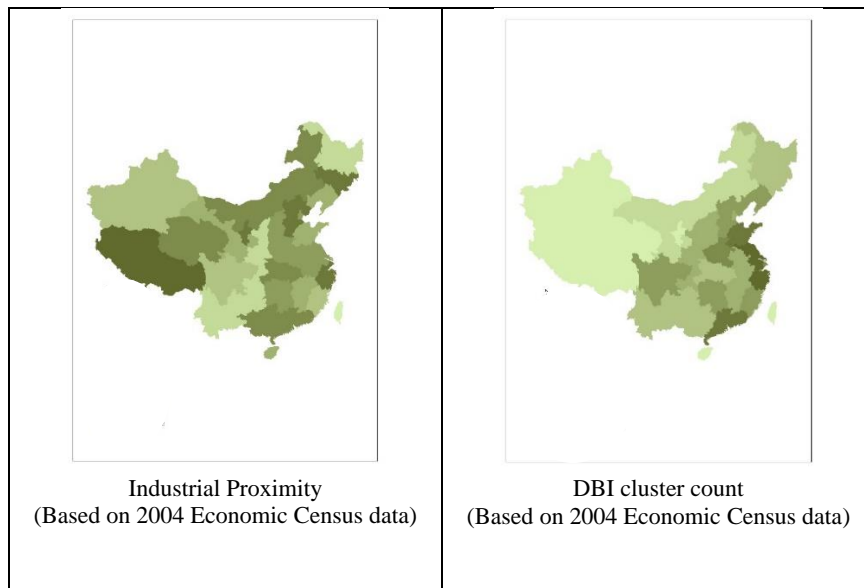 Industrial Proximity
(Based on 2004 Economic Census data)
DBI cluster count
(Based on 2004 Economic Census data)